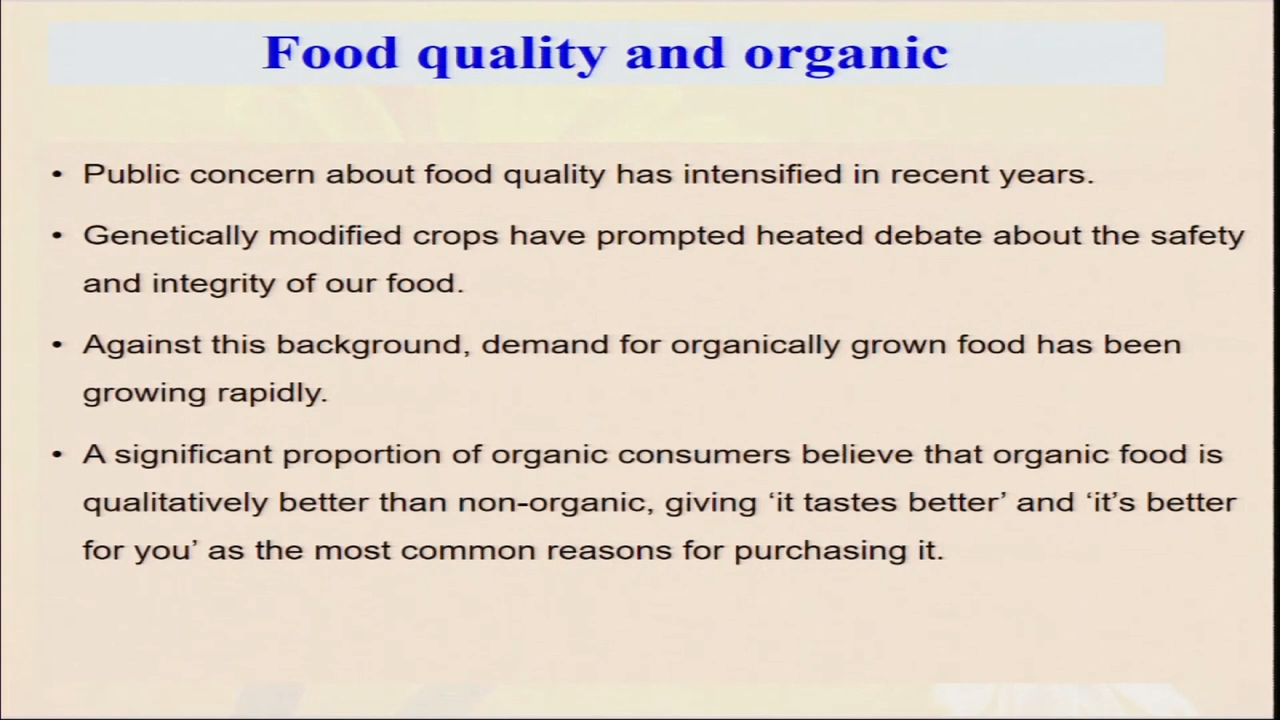 Food quality and organic
• Public concern about food quality has intensified in recent years.
• Genetically modified crops have prompted heated debate about the safety
and integrity of our food.
• Against this background, demand for organically grown food has been
growing rapidly.
• A significant proportion of organic consumers believe that organic food is
qualitatively better than non-organic, giving ‘it tastes better’ and ‘it’s better
for you’ as the most common reasons for purchasing it.